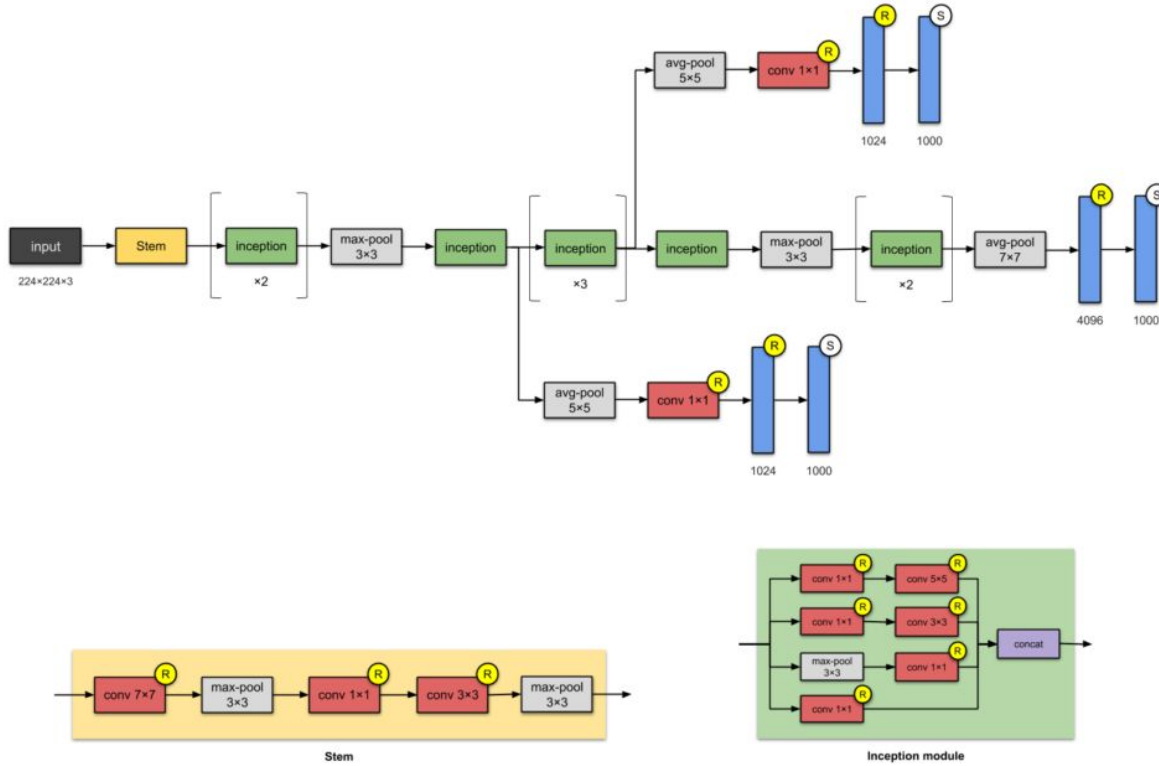 R
S
avg-pool
5×5
conv 1×1
1024
1000
R
R
S
input
Stem
inception
max-pool
3×3
inception
inception
inception
max-pool
3×3
inception
avg-pool
7×7
224×224×3
×2
×3
×2
4096
1000
R
S
R
avg-pool
5×5
conv 1×1
1024
1000
R
R
conv 1×1
conv 5×5
R
R
conv 1×1
conv 3×3
R
max-pool
3×3
conv 1×1
concat
R
conv 1×1
R
R
R
conv 7×7
max-pool
3×3
conv 1×1
conv 3×3
max-pool
3×3
Stem
Inception module